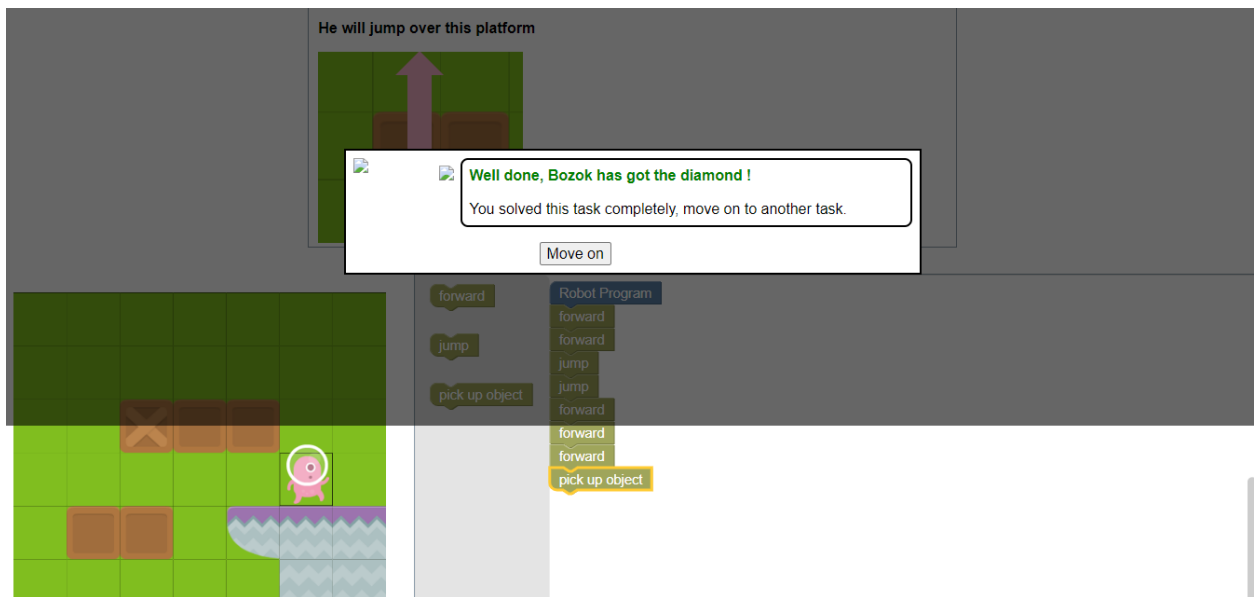 He will jump over this platform
Well done, Bozok has got the diamond !
You solved this task completely, move on to another task.
Move on
forward
jump
pick up object
Robot Program
forward
forward
jump
jump
forward
forward
forward
pick up object